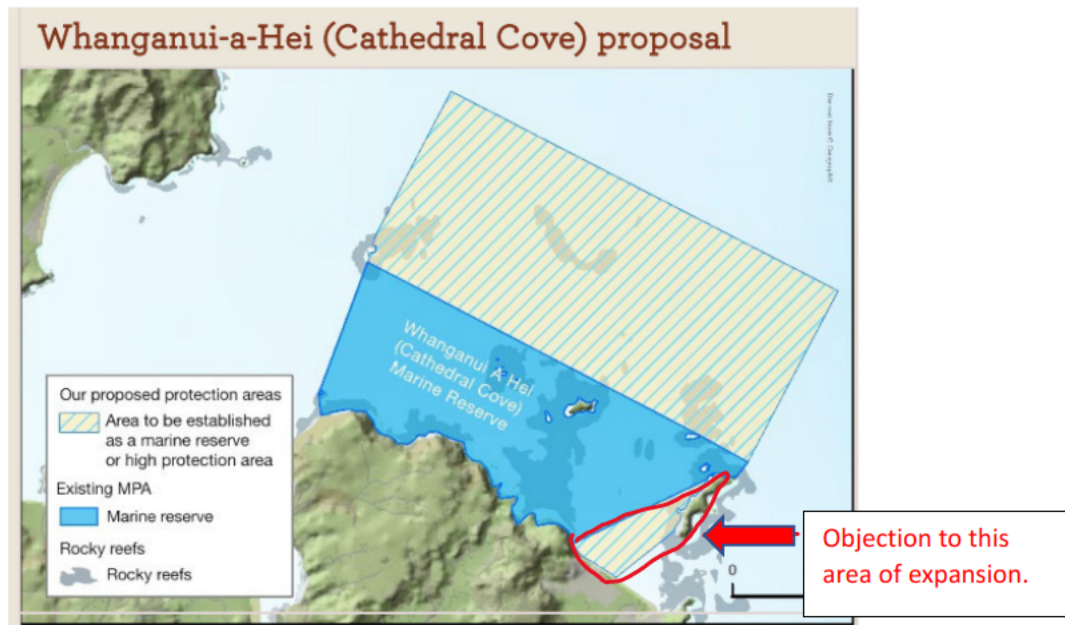 Whanganui-a-Hei (Cathedral Cove) proposal
Whanganui A Hei
(Cathedral Cove)
Marine Reserve
Our proposed protection areas
Area to be established
as a marine reserve
or high protection area
Existing MPA
Marine reserve
Rocky reefs
Rocky reefs
0
Objection to this
area of expansion.